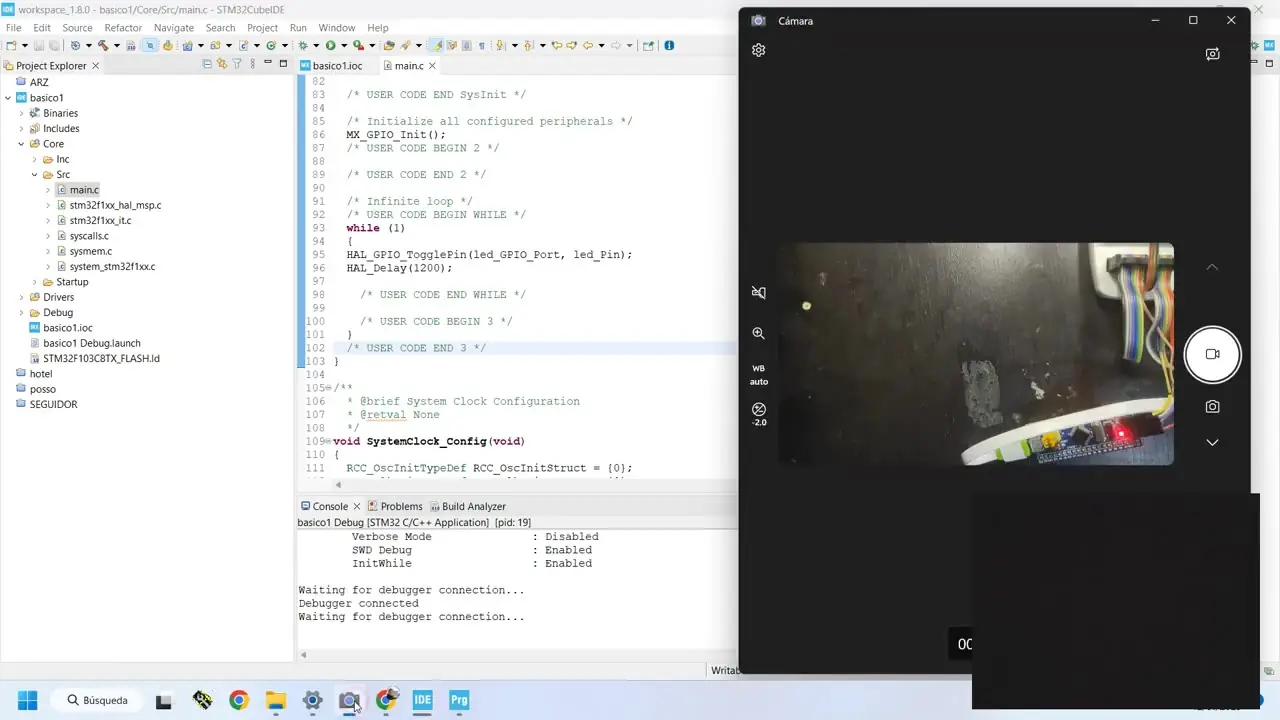 workspace_1.8.0 - basico1/Core/Src/main.c - STM32CubeIDE
File Edit Source Refactor Navigate Search Project Run Window Help
Project Explorer
ARZ
basico1
Binaries
Includes
Core
Inc
Src
main.c
stm32f1xx_hal_msp.c
stm32f1xx_it.c
syscalls.c
sysmem.c
system_stm32f1xx.c
Startup
Drivers
Debug
basico1.ioc
basico1 Debug.launch
STM32F103C8TX_FLASH.ld
hotel
posso
SEGUIDOR
basico1.ioc main.c
82
83 /* USER CODE END SysInit */
84
85 /* Initialize all configured peripherals */
86 MX_GPIO_Init();
87 /* USER CODE BEGIN 2 */
88
89 /* USER CODE END 2 */
90
91 /* Infinite loop */
92 /* USER CODE BEGIN WHILE */
93 while (1)
94 {
95 HAL_GPIO_TogglePin(led_GPIO_Port, led_Pin);
96 HAL_Delay(1200);
97
98 /* USER CODE END WHILE */
99
100 /* USER CODE BEGIN 3 */
101 }
102 /* USER CODE END 3 */
103 }
104
105 /**
106 * @brief System Clock Configuration
107 * @retval None
108 */
109 void SystemClock_Config(void)
110 {
111 RCC_OscInitTypeDef RCC_OscInitStruct = {0};
Console Problems Build Analyzer
basico1 Debug [STM32 C/C++ Application] [pid: 19]
Verbose Mode : Disabled
SWD Debug : Enabled
InitWhile : Enabled
Waiting for debugger connection...
Debugger connected
Waiting for debugger connection...
Writab
Cámara
WB
auto
-2.0
00
Búsqueda
IDE
Prg